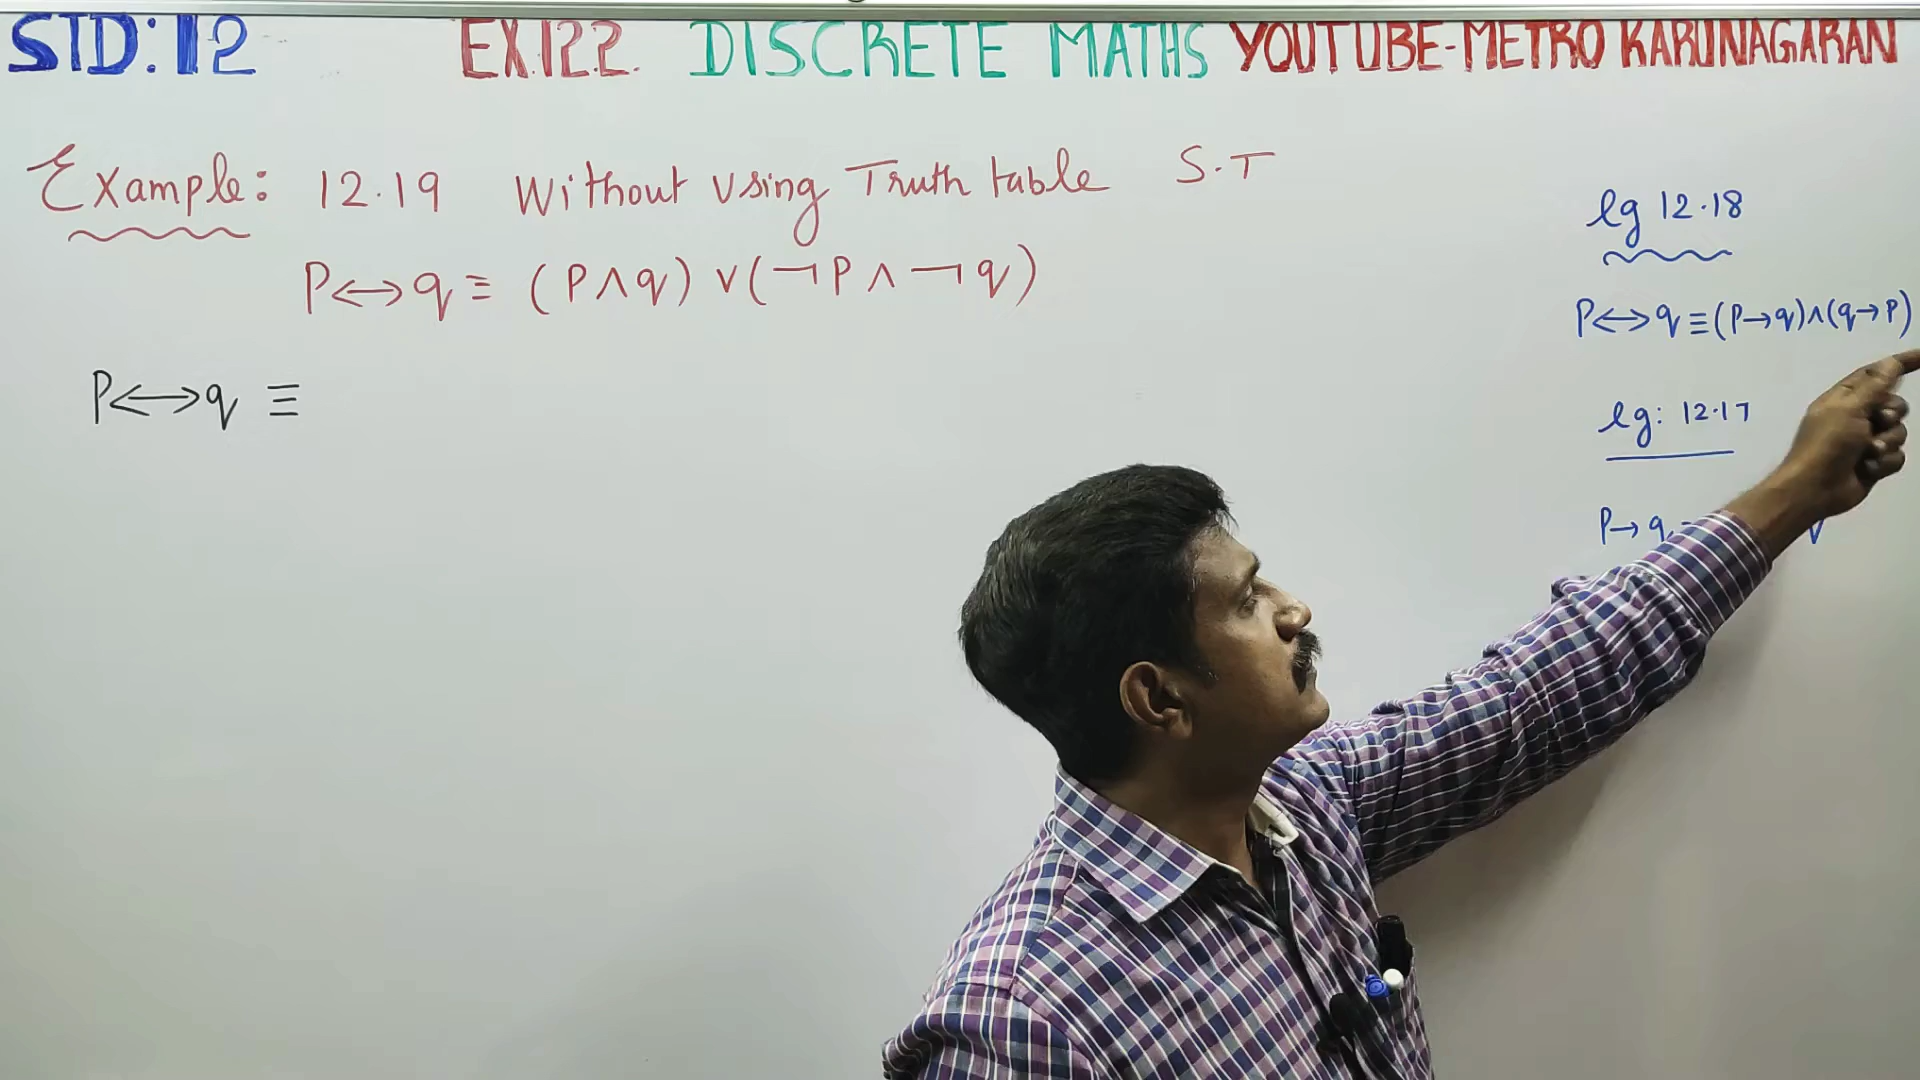 STD: 12 EX.12.2. DISCRETE MATHS YOUTUBE-METRO KARUNAGARAN
Example: 12.19 Without Using Truth table S.T
P↔q ≡ (P∧q) ∨(¬P∧¬q)
P↔q ≡
eg 12.18
P↔q ≡(P→q)∧(q→P)
eg: 12.17
P→q